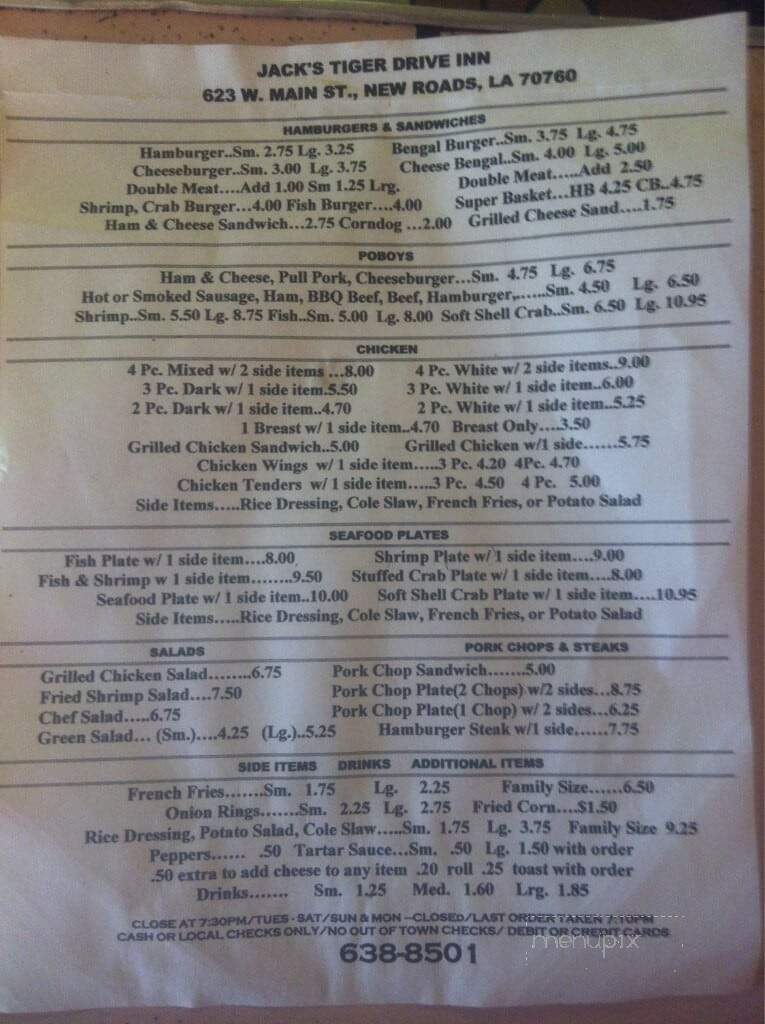 JACK'S TIGER DRIVE INN
623 W. MAIN ST., NEW ROADS, LA 70760
HAMBURGERS & SANDWICHES
Hamburger..Sm. 2.75 Lg. 3.25 Bengal Burger..Sm. 3.75 Lg. 4.75
Cheeseburger..Sm. 3.00 Lg. 3.75 Cheese Bengal..Sm. 4.00 Lg. 5.00
Double Meat....Add 1.00 Sm 1.25 Lrg. Double Meat.....Add 2.50
Shrimp, Crab Burger...4.00 Fish Burger....4.00 Super Basket...HB 4.25 CB..4.75
Ham & Cheese Sandwich...2.75 Corndog ...2.00 Grilled Cheese Sand....1.75
POBOYS
Ham & Cheese, Pull Pork, Cheeseburger...Sm. 4.75 Lg. 6.75
Hot or Smoked Sausage, Ham, BBQ Beef, Beef, Hamburger,.....Sm. 4.50 Lg. 6.50
Shrimp..Sm. 5.50 Lg. 8.75 Fish..Sm. 5.00 Lg. 8.00 Soft Shell Crab..Sm. 6.50 Lg. 10.95
CHICKEN
4 Pc. Mixed w/ 2 side items ...8.00 4 Pc. White w/ 2 side items..9.00
3 Pc. Dark w/ 1 side item.5.50 3 Pc. White w/ 1 side item..6.00
2 Pc. Dark w/ 1 side item..4.70 2 Pc. White w/ 1 side item..5.25
1 Breast w/ 1 side item..4.70 Breast Only....3.50
Grilled Chicken Sandwich..5.00 Grilled Chicken w/1 side......5.75
Chicken Wings w/ 1 side item.....3 Pc. 4.20 4Pc. 4.70
Chicken Tenders w/ 1 side item.....3 Pc. 4.50 4 Pc. 5.00
Side Items.....Rice Dressing, Cole Slaw, French Fries, or Potato Salad
SEAFOOD PLATES
Fish Plate w/ 1 side item....8.00 Shrimp Plate w/ 1 side item....9.00
Fish & Shrimp w 1 side item........9.50 Stuffed Crab Plate w/ 1 side item....8.00
Seafood Plate w/ 1 side item..10.00 Soft Shell Crab Plate w/ 1 side item....10.95
Side Items.....Rice Dressing, Cole Slaw, French Fries, or Potato Salad
SALADS
Grilled Chicken Salad........6.75
Fried Shrimp Salad....7.50
Chef Salad.....6.75
Green Salad... (Sm.)....4.25 (Lg.)..5.25
PORK CHOPS & STEAKS
Pork Chop Sandwich.......5.00
Pork Chop Plate(2 Chops) w/2 sides...8.75
Pork Chop Plate(1 Chop) w/ 2 sides...6.25
Hamburger Steak w/1 side......7.75
SIDE ITEMS DRINKS ADDITIONAL ITEMS
French Fries.......Sm. 1.75 Lg. 2.25 Family Size......6.50
Onion Rings.......Sm. 2.25 Lg. 2.75 Fried Corn....$1.50
Rice Dressing, Potato Salad, Cole Slaw.....Sm. 1.75 Lg. 3.75 Family Size 9.25
Peppers...... .50 Tartar Sauce...Sm. .50 Lg. 1.50 with order
.50 extra to add cheese to any item .20 roll .25 toast with order
Drinks....... Sm. 1.25 Med. 1.60 Lrg. 1.85
CLOSE AT 7:30PM/TUES - SAT/SUN & MON --CLOSED/LAST ORDER TAKEN 7:10PM
CASH OR LOCAL CHECKS ONLY/NO OUT OF TOWN CHECKS/ DEBIT OR CREDIT CARDS
638-8501
menupix